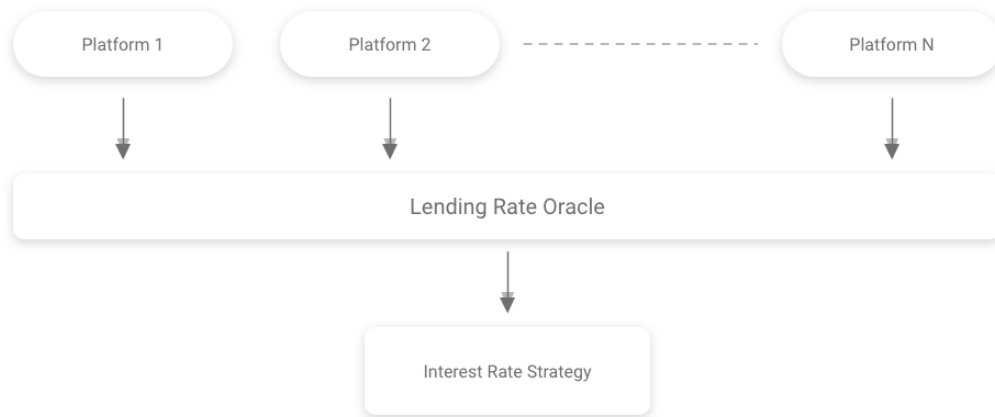 Platform 1
Platform 2
Platform N
Lending Rate Oracle
Interest Rate Strategy